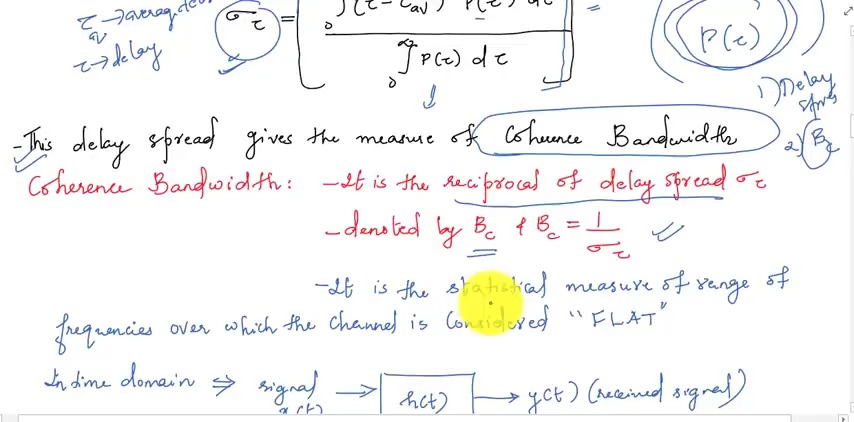 τ_av → average
τ → delay
σ_τ = [ ∫_0 (τ - τ_av) P(τ) dτ
∫_0^∞ P(τ) dτ ] =
P(τ)
1) Delay
2) B_c
- This delay spread gives the measure of Coherence Bandwidth
Coherence Bandwidth: - It is the reciprocal of delay spread σ_τ
- denoted by B_c & B_c = 1/σ_τ
- It is the statistical measure of range of
frequencies over which the channel is considered "FLAT"
In time domain ⇒ signal x(t) → h(t) → y(t) (received signal)